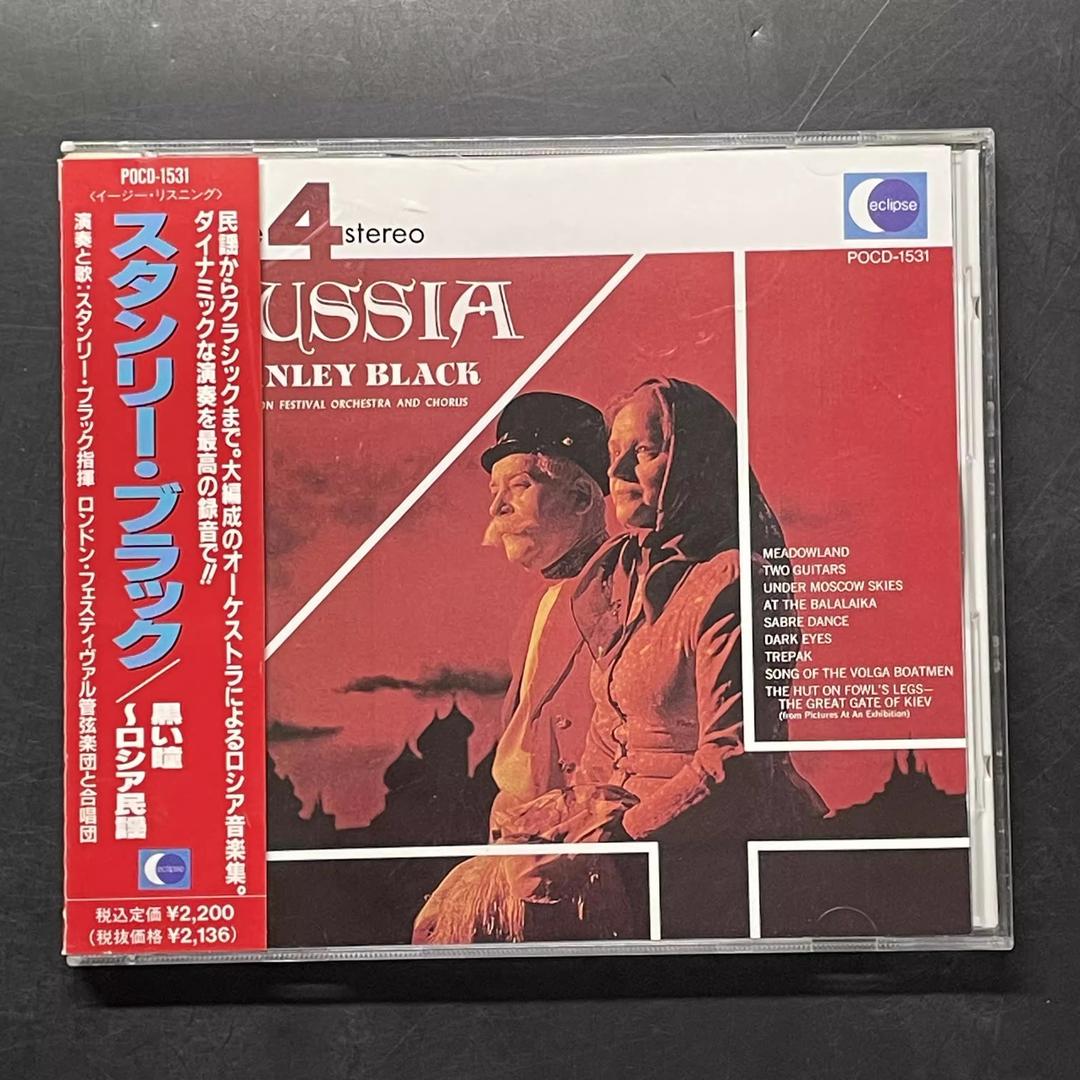 POCD-1531
〈イージー・リスニング〉
民謡からクラシックまで。大編成のオーケストラによるロシア音楽集。
ダイナミックな演奏を最高の録音で!!
スタンリー・ブラック/
黒い瞳
〜ロシア民謡
演奏と歌:スタンリー・ブラック指揮 ロンドン・フェスティヴァル管弦楽団と合唱団
eclipse
税込定価 ¥2,200
(税抜価格 ¥2,136)
e 4 stereo
eclipse
POCD-1531
USSIA
NLEY BLACK
ON FESTIVAL ORCHESTRA AND CHORUS
MEADOWLAND
TWO GUITARS
UNDER MOSCOW SKIES
AT THE BALALAIKA
SABRE DANCE
DARK EYES
TREPAK
SONG OF THE VOLGA BOATMEN
THE HUT ON FOWL'S LEGS—
THE GREAT GATE OF KIEV
(from Pictures At An Exhibition)